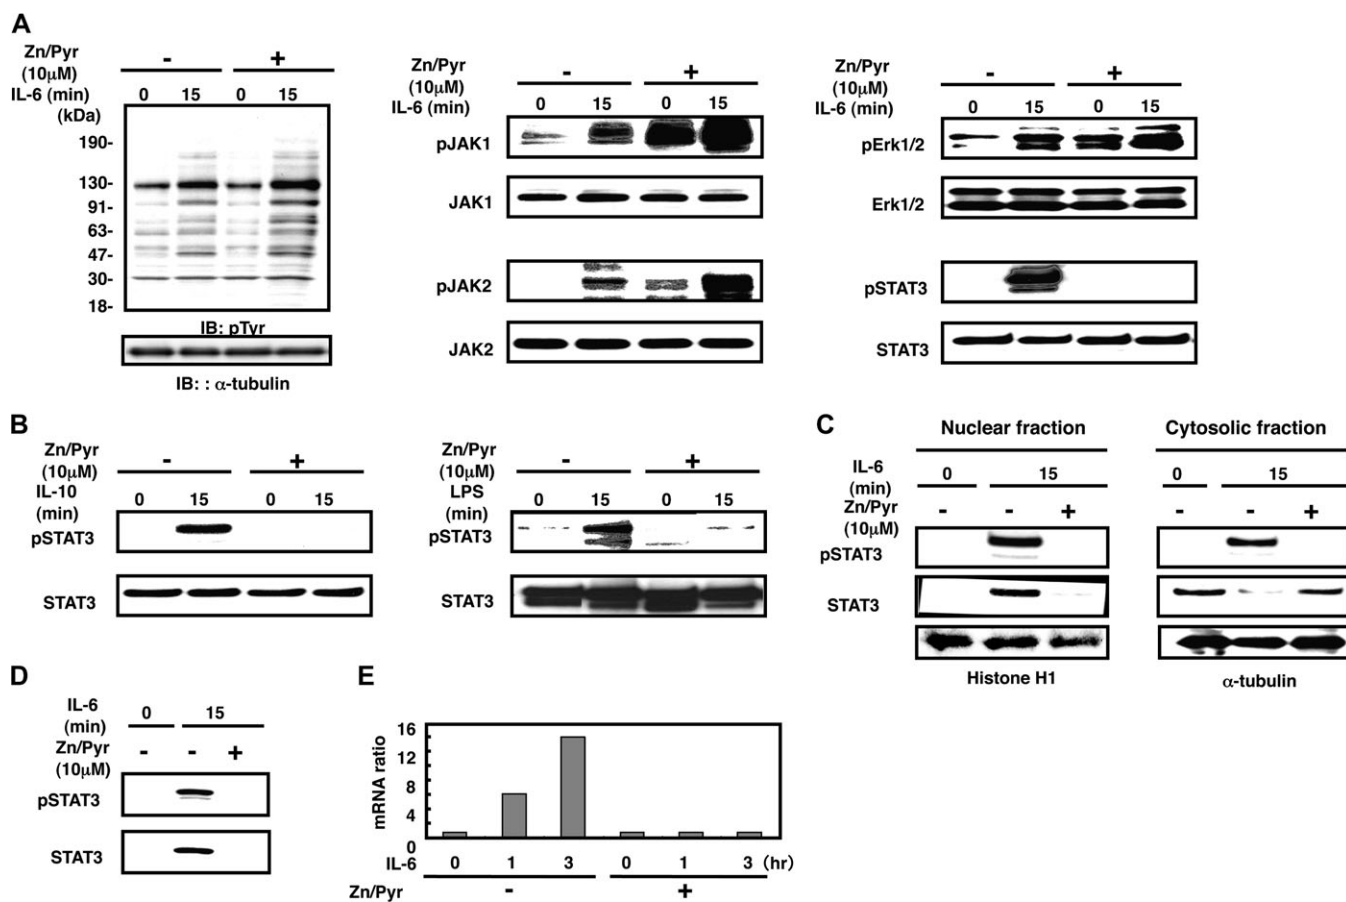 A
Zn/Pyr - +
(10μM)
IL-6 (min) 0 15 0 15
(kDa)
190-
130-
91-
63-
47-
30-
18-
IB: pTyr
IB: : α-tubulin
Zn/Pyr - +
(10μM)
IL-6 (min) 0 15 0 15
pJAK1
JAK1
pJAK2
JAK2
Zn/Pyr - +
(10μM)
IL-6 (min) 0 15 0 15
pErk1/2
Erk1/2
pSTAT3
STAT3
B
Zn/Pyr - +
(10μM)
IL-10 0 15 0 15
(min)
pSTAT3
STAT3
Zn/Pyr - +
(10μM)
LPS 0 15 0 15
(min)
pSTAT3
STAT3
C
Nuclear fraction Cytosolic fraction
IL-6 0 15 0 15
(min)
Zn/Pyr - - + - - +
(10μM)
pSTAT3
STAT3
Histone H1 α-tubulin
D
IL-6 0 15
(min)
Zn/Pyr - - +
(10μM)
pSTAT3
STAT3
E
mRNA ratio
16
12
8
4
0
IL-6 0 1 3 0 1 3 (hr)
Zn/Pyr - +